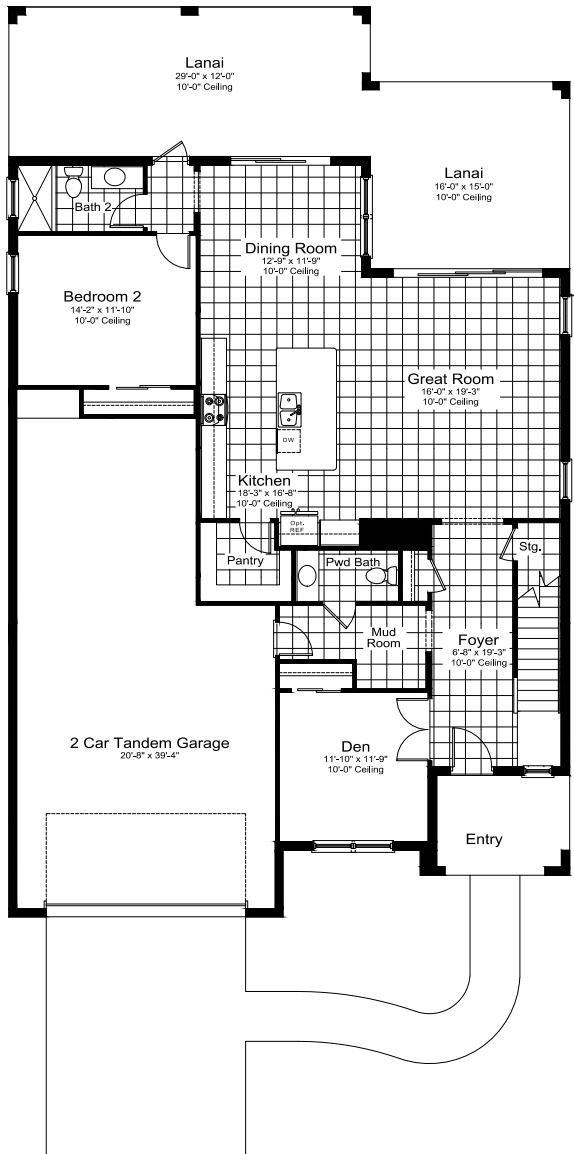 Lanai
29'-0" x 12'-0"
10'-0" Ceiling
Lanai
16'-0" x 15'-0"
10'-0" Ceiling
Bath 2
Dining Room
12'-9" x 11'-9"
10'-0" Ceiling
Bedroom 2
14'-2" x 11'-10"
10'-0" Ceiling
Great Room
16'-0" x 19'-3"
10'-0" Ceiling
DW
Kitchen
18'-3" x 16'-8"
10'-0" Ceiling
Opt.
REF
Pantry
Pwd Bath
Stg.
Mud
Room
Foyer
6'-8" x 19'-3"
10'-0" Ceiling
2 Car Tandem Garage
20'-8" x 39'-4"
Den
11'-10" x 11'-9"
10'-0" Ceiling
Entry